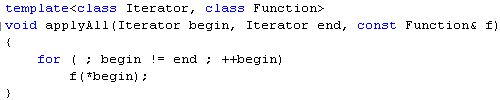 template<class Iterator, class Function>
void applyAll(Iterator begin, Iterator end, const Function& f)
{
    for ( ; begin != end ; ++begin)
        f(*begin);
}